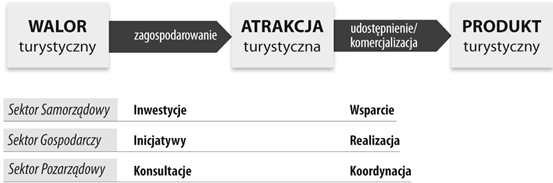 WALOR
turystyczny
zagospodarowanie
ATRAKCJA
turystyczna
udostępnienie/
komercjalizacja
PRODUKT
turystyczny
Sektor Samorządowy Inwestycje Wsparcie
Sektor Gospodarczy Inicjatywy Realizacja
Sektor Pozarządowy Konsultacje Koordynacja